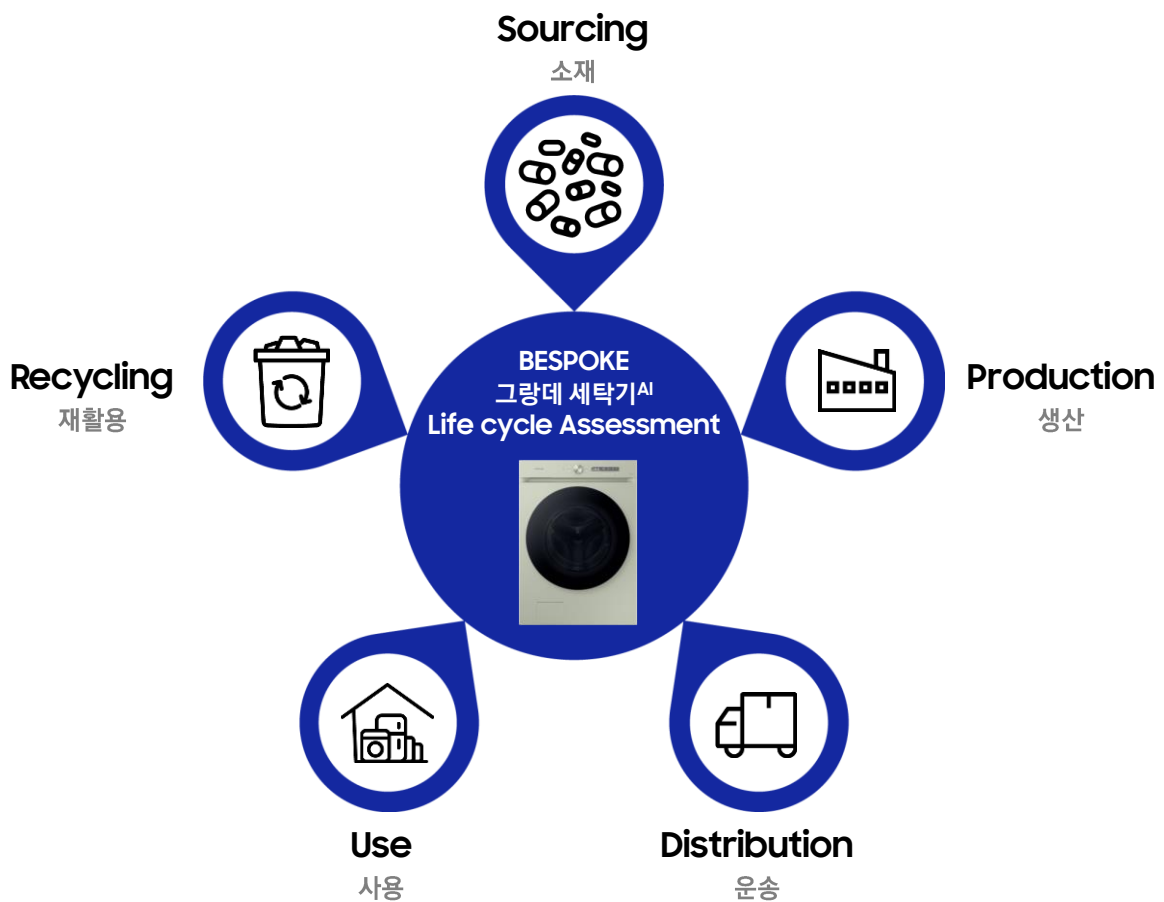 Sourcing
소재
Recycling
재활용
BESPOKE
그랑데 세탁기AI
Life cycle Assessment
Production
생산
Use
사용
Distribution
운송